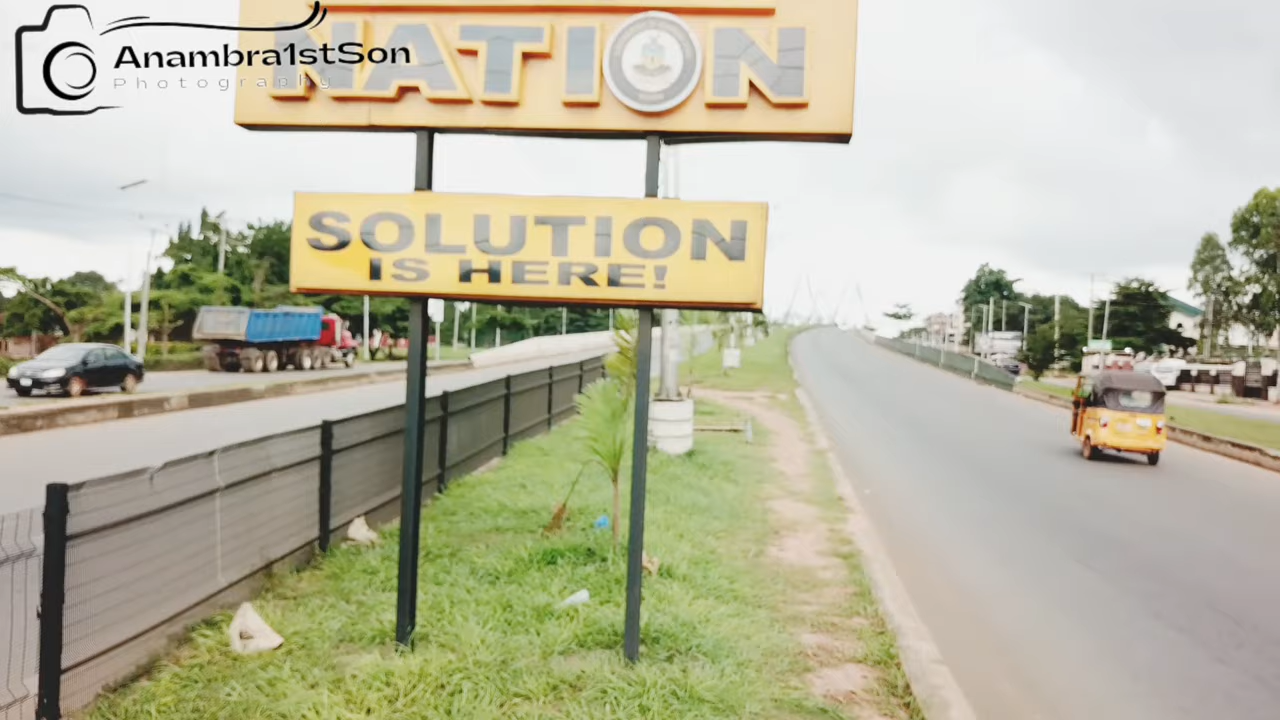 NATION
Anambra1stSon
Photography
SOLUTION
IS HERE!